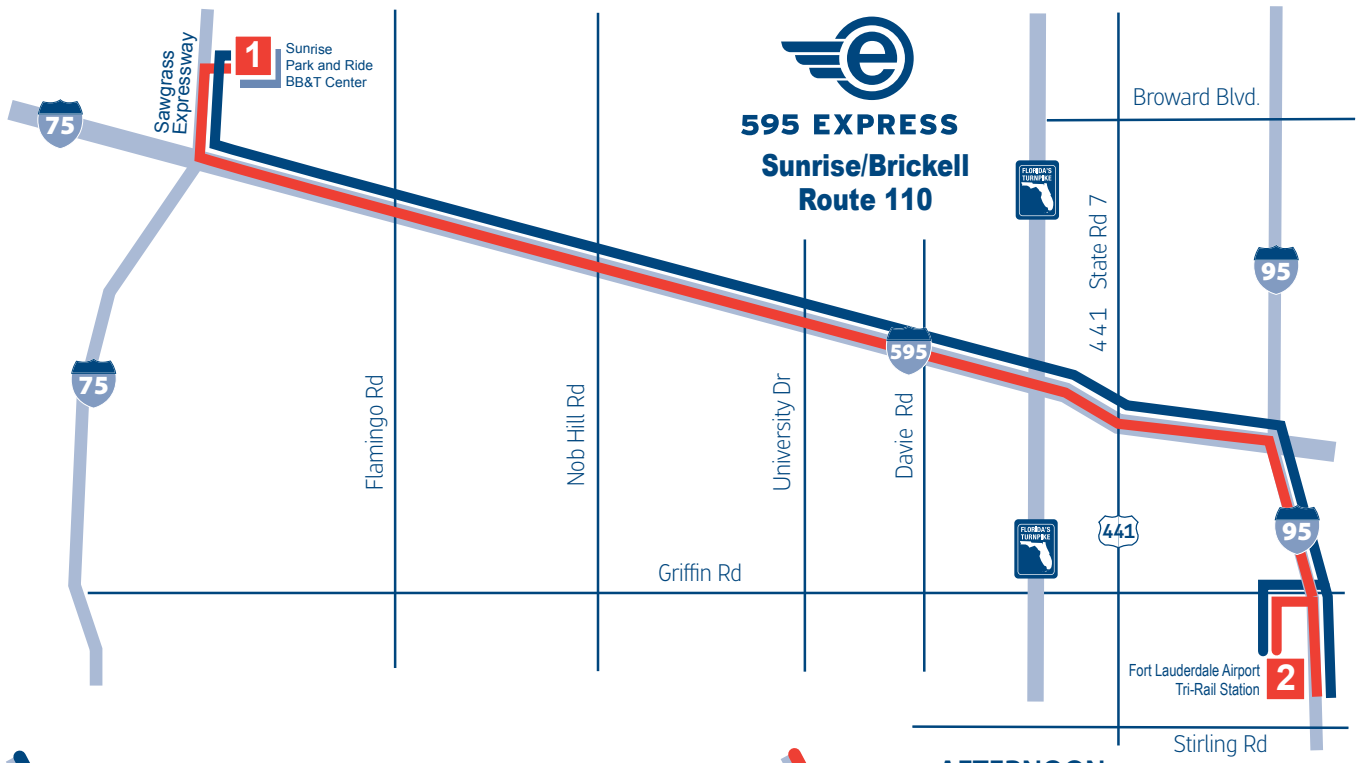 Sawgrass
Expressway
1
Sunrise
Park and Ride
BB&T Center
75
e
595 EXPRESS
Sunrise/Brickell
Route 110
Broward Blvd.
FLORIDA'S
TURNPIKE
441 State Rd 7
95
75
Flamingo Rd
Nob Hill Rd
University Dr
595
Davie Rd
FLORIDA'S
TURNPIKE
441
95
Griffin Rd
Fort Lauderdale Airport
Tri-Rail Station
2
Stirling Rd
AFTERNOON